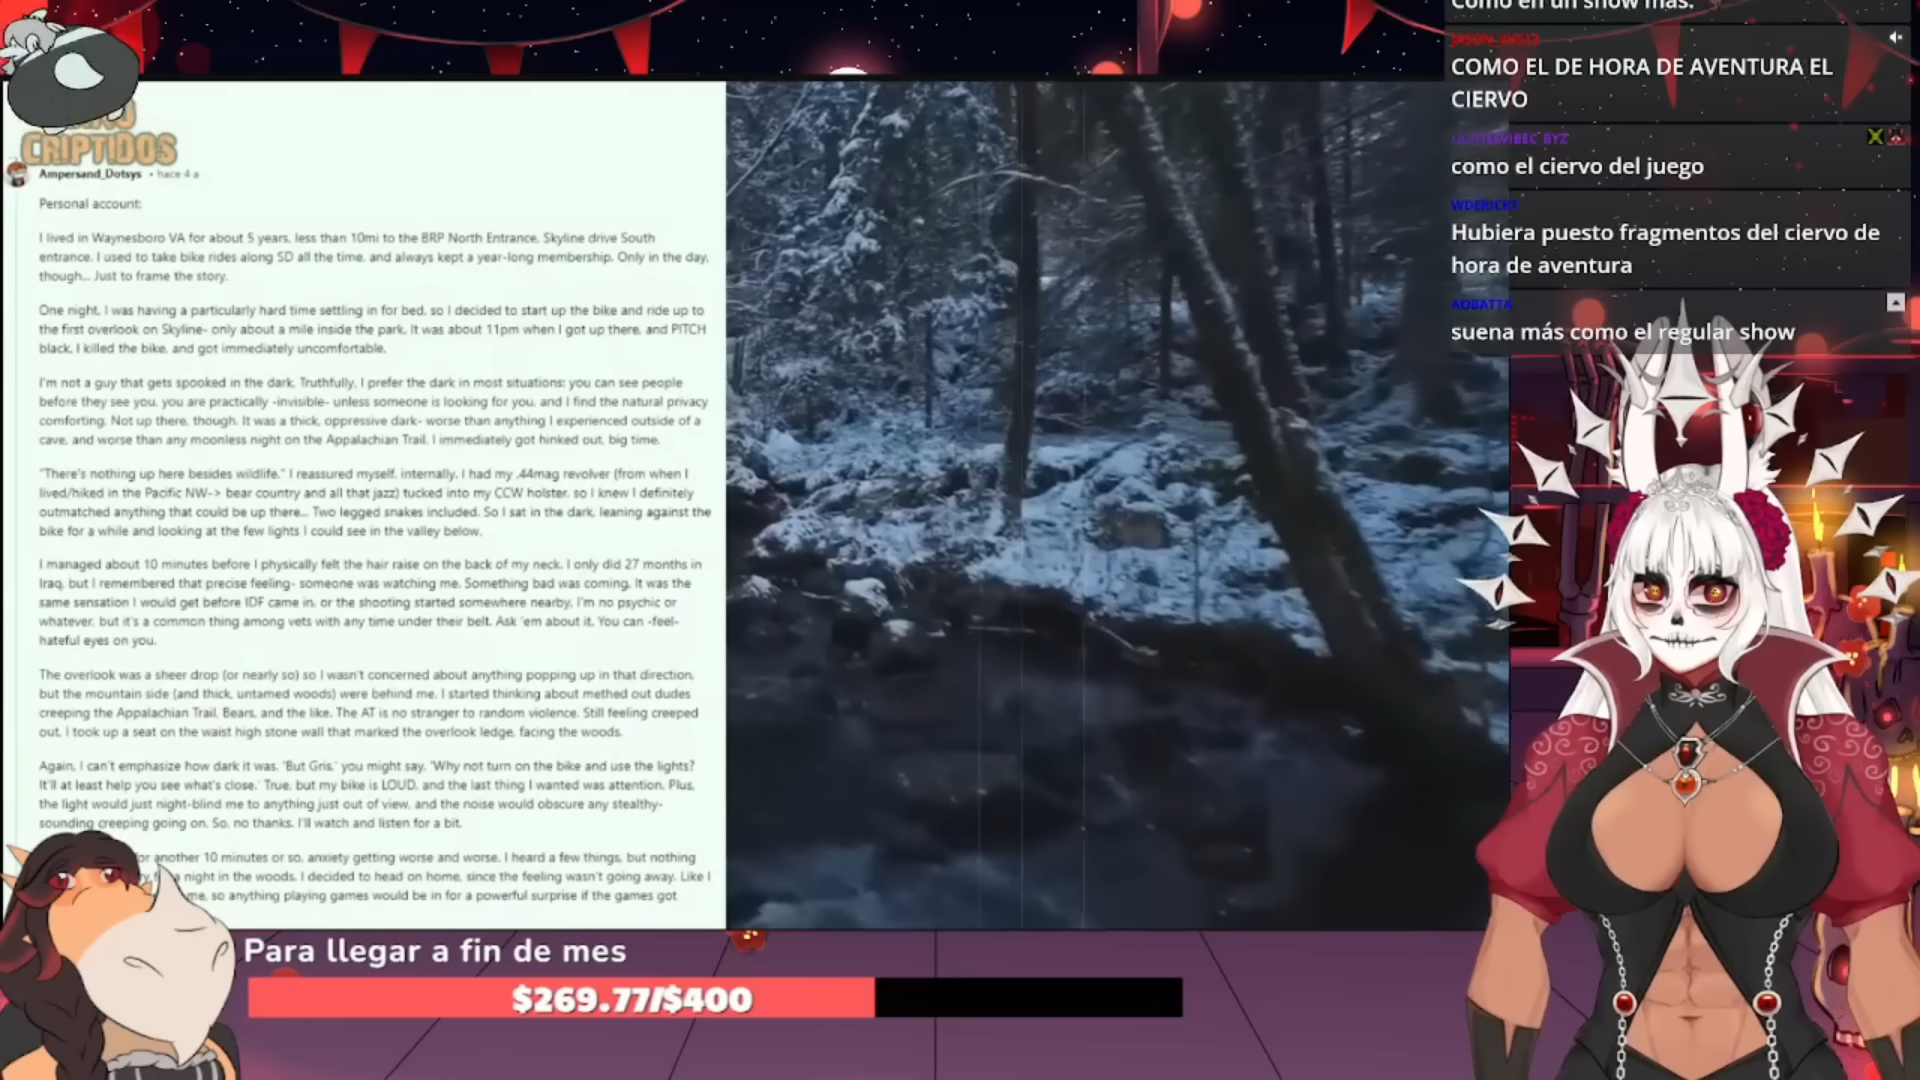 CRIPTIDOS
Ampersand_Dotsys • hace 4 a
Personal account:
I lived in Waynesboro VA for about 5 years, less than 10mi to the BRP North Entrance, Skyline drive South
entrance. I used to take bike rides along SD all the time, and always kept a year-long membership. Only in the day,
though... Just to frame the story.
One night, I was having a particularly hard time settling in for bed, so I decided to start up the bike and ride up to
the first overlook on Skyline- only about a mile inside the park. It was about 11pm when I got up there, and PITCH
black. I killed the bike, and got immediately uncomfortable.
I'm not a guy that gets spooked in the dark. Truthfully, I prefer the dark in most situations: you can see people
before they see you, you are practically -invisible- unless someone is looking for you, and I find the natural privacy
comforting. Not up there, though. It was a thick, oppressive dark- worse than anything I experienced outside of a
cave, and worse than any moonless night on the Appalachian Trail. I immediately got hinked out, big time.
"There's nothing up here besides wildlife." I reassured myself, internally. I had my .44mag revolver (from when I
lived/hiked in the Pacific NW-> bear country and all that jazz) tucked into my CCW holster, so I knew I definitely
outmatched anything that could be up there... Two legged snakes included. So I sat in the dark, leaning against the
bike for a while and looking at the few lights I could see in the valley below.
I managed about 10 minutes before I physically felt the hair raise on the back of my neck. I only did 27 months in
Iraq, but I remembered that precise feeling- someone was watching me. Something bad was coming. It was the
same sensation I would get before IDF came in, or the shooting started somewhere nearby. I'm no psychic or
whatever, but it's a common thing among vets with any time under their belt. Ask 'em about it. You can -feel-
hateful eyes on you.
The overlook was a sheer drop (or nearly so) so I wasn't concerned about anything popping up in that direction,
but the mountain side (and thick, untamed woods) were behind me. I started thinking about methed out dudes
creeping the Appalachian Trail, Bears, and the like. The AT is no stranger to random violence. Still feeling creeped
out, I took up a seat on the waist high stone wall that marked the overlook ledge, facing the woods.
Again, I can't emphasize how dark it was. 'But Gris,' you might say, 'Why not turn on the bike and use the lights?
It'll at least help you see what's close.' True, but my bike is LOUD, and the last thing I wanted was attention. Plus,
the light would just night-blind me to anything just out of view, and the noise would obscure any stealthy-
sounding creeping going on. So, no thanks. I'll watch and listen for a bit.
or another 10 minutes or so, anxiety getting worse and worse. I heard a few things, but nothing
a night in the woods. I decided to head on home, since the feeling wasn't going away. Like I
me, so anything playing games would be in for a powerful surprise if the games got
Para llegar a fin de mes
$269.77/$400
Como en un show más.
COMO EL DE HORA DE AVENTURA EL
CIERVO
como el ciervo del juego
WDERICKY
Hubiera puesto fragmentos del ciervo de
hora de aventura
AOBATTA
suena más como el regular show